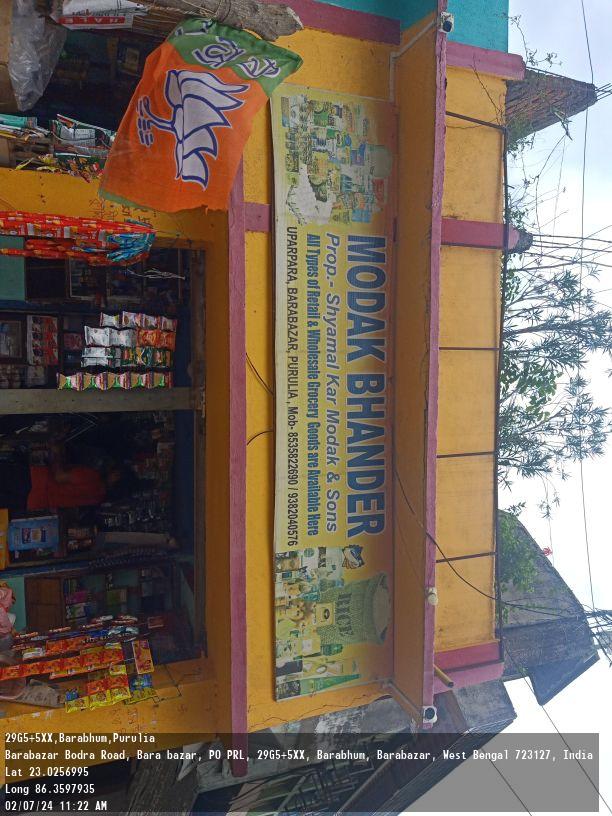 MODAK BHANDER
Prop.- Shyamal Kar Modak & Sons
All Types of Retail & Wholesale Grocery Goods are Available Here
UPARPARA, BARABAZAR, PURULIA, Mob- 8535822690 / 9382040576
RICE
29G5+5XX,Barabhum,Purulia
Barabazar Bodra Road, Bara bazar, PO PRL, 29G5+5XX, Barabhum, Barabazar, West Bengal 723127, India
Lat 23.0256995
Long 86.3597935
02/07/24 11:22 AM